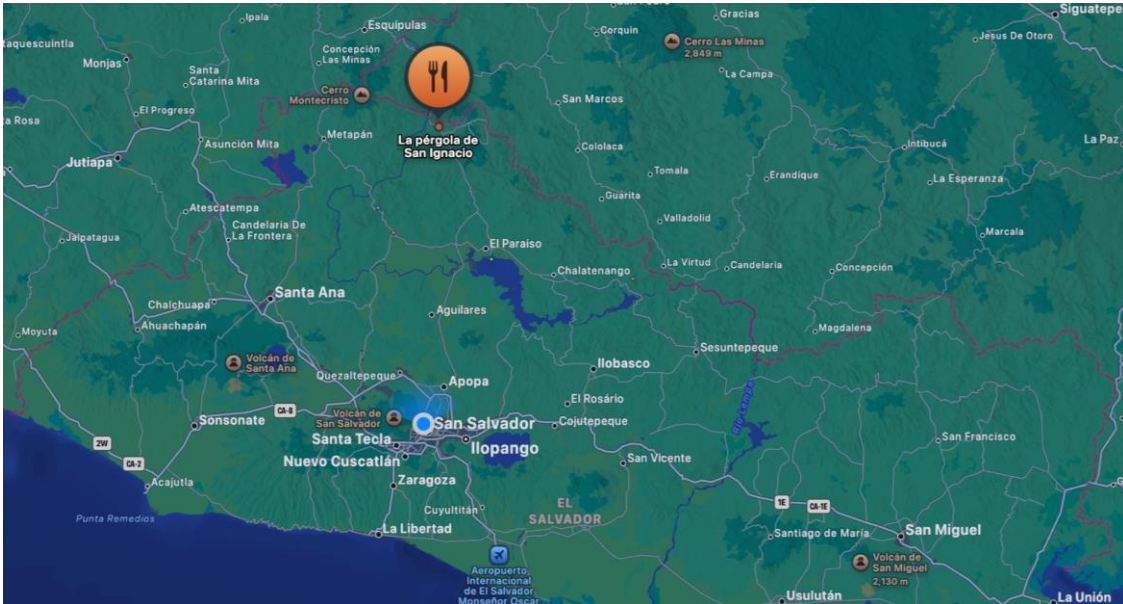 Ipala
Esquipulas
Gracias
Siguatepe
Corquin
Cerro Las Minas
2,849 m
Jesus De Otoro
taquescuintla
Monjas
Concepción
Las Minas
Santa
Catarina Mita
La Campa
Cerro
Montecristo
San Marcos
El Progreso
ta Rosa
Metapán
La pérgola de
San Ignacio
Asunción Mita
Cololaca
Intibucá
La Paz
Jutiapa
Tomala
Erandique
La Esperanza
Guarita
Atescatempa
Valladolid
Candelaria De
La Frontera
Jalpatagua
Marcala
El Paraiso
Chalatenango
La Virtud
Candelaria
Concepción
Santa Ana
Chalchuapa
Aguilares
Ahuachapán
Moyuta
Magdalena
Sesuntepeque
Volcán de
Santa Ana
Ilobasco
Quezaltepeque
Apopa
El Rosário
Río Lempa
CA-8
Volcán de
San Salvador
San Salvador
Sonsonate
Cojutepeque
Santa Tecla
Ilopango
San Francisco
2W
CA-2
Nuevo Cuscatlán
San Vicente
Acajutla
Zaragoza
Cuyultitán
EL
SALVADOR
1E
CA-1E
Punta Remedios
La Libertad
Santiago de María
San Miguel
Aeropuerto
Internacional
de El Salvador
Monseñor Oscar
Volcán de
San Miguel
2,130 m
Usulután
La Unión